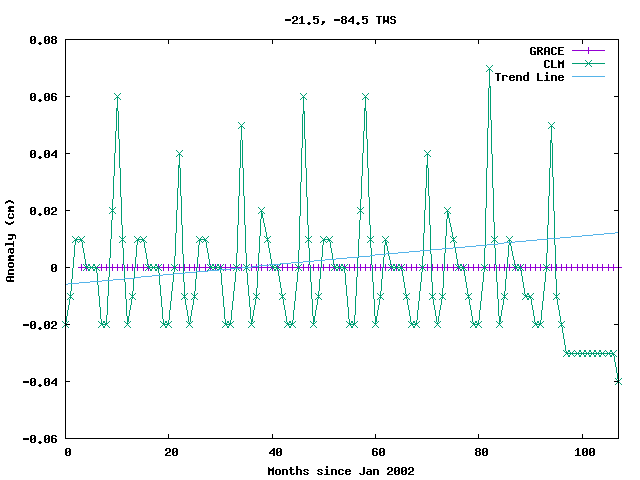 -21.5, -84.5 TWS
0.08
GRACE
CLM
Trend Line
0.06
0.04
0.02
0
-0.02
-0.04
-0.06
Anomaly (cm)
0 20 40 60 80 100
Months since Jan 2002